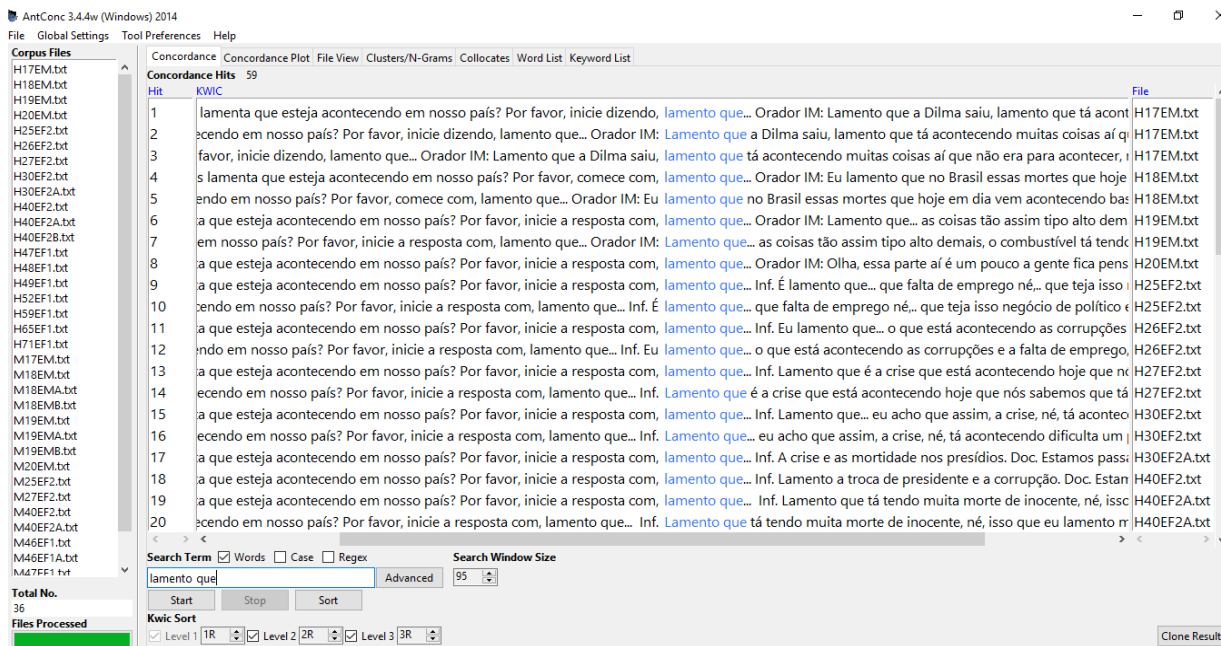 AntConc 3.4.4w (Windows) 2014
File Global Settings Tool Preferences Help
Corpus Files
H17EM.txt
H18EM.txt
H19EM.txt
H20EM.txt
H25EF2.txt
H26EF2.txt
H27EF2.txt
H30EF2.txt
H30EF2A.txt
H40EF2.txt
H40EF2A.txt
H40EF2B.txt
H47EF1.txt
H48EF1.txt
H49EF1.txt
H52EF1.txt
H59EF1.txt
H65EF1.txt
H71EF1.txt
M17EM.txt
M18EM.txt
M18EMA.txt
M18EMB.txt
M19EM.txt
M19EMA.txt
M19EMB.txt
M20EM.txt
M25EF2.txt
M27EF2.txt
M40EF2.txt
M40EF2A.txt
M46EF1.txt
M46EF1A.txt
M47EF1.txt
Total No.
36
Files Processed
Concordance Concordance Plot File View Clusters/N-Grams Collocates Word List Keyword List
Concordance Hits 59
Hit KWIC File
1 lamenta que esteja acontecendo em nosso país? Por favor, inicie dizendo, lamento que... Orador IM: Lamento que a Dilma saiu, lamento que tá acont H17EM.txt
2 ecendo em nosso país? Por favor, inicie dizendo, lamento que... Orador IM: Lamento que a Dilma saiu, lamento que tá acontecendo muitas coisas aí q H17EM.txt
3 favor, inicie dizendo, lamento que... Orador IM: Lamento que a Dilma saiu, lamento que tá acontecendo muitas coisas aí que não era para acontecer, H17EM.txt
4 s lamenta que esteja acontecendo em nosso país? Por favor, comece com, lamento que... Orador IM: Eu lamento que no Brasil essas mortes que hoje H18EM.txt
5 endo em nosso país? Por favor, comece com, lamento que... Orador IM: Eu lamento que no Brasil essas mortes que hoje em dia vem acontecendo bas H18EM.txt
6 ta que esteja acontecendo em nosso país? Por favor, inicie a resposta com, lamento que... Orador IM: Lamento que... as coisas tão assim tipo alto dem H19EM.txt
7 em nosso país? Por favor, inicie a resposta com, lamento que... Orador IM: Lamento que... as coisas tão assim tipo alto demais, o combustível tá tend H19EM.txt
8 ta que esteja acontecendo em nosso país? Por favor, inicie a resposta com, lamento que... Orador IM: Olha, essa parte aí é um pouco a gente fica pens H20EM.txt
9 ta que esteja acontecendo em nosso país? Por favor, inicie a resposta com, lamento que... Inf. É lamento que... que falta de emprego né,.. que teja isso H25EF2.txt
10 cendo em nosso país? Por favor, inicie a resposta com, lamento que... Inf. É lamento que... que falta de emprego né,.. que teja isso negócio de político e H25EF2.txt
11 ta que esteja acontecendo em nosso país? Por favor, inicie a resposta com, lamento que... Inf. Eu lamento que... o que está acontecendo as corrupções H26EF2.txt
12 endo em nosso país? Por favor, inicie a resposta com, lamento que... Inf. Eu lamento que... o que está acontecendo as corrupções e a falta de emprego, H26EF2.txt
13 ta que esteja acontecendo em nosso país? Por favor, inicie a resposta com, lamento que... Inf. Lamento que é a crise que está acontecendo hoje que nó H27EF2.txt
14 ecendo em nosso país? Por favor, inicie a resposta com, lamento que... Inf. Lamento que é a crise que está acontecendo hoje que nós sabemos que tá H27EF2.txt
15 ta que esteja acontecendo em nosso país? Por favor, inicie a resposta com, lamento que... Inf. Lamento que... eu acho que assim, a crise, né, tá acontec H30EF2.txt
16 ecendo em nosso país? Por favor, inicie a resposta com, lamento que... Inf. Lamento que... eu acho que assim, a crise, né, tá acontecendo dificulta um H30EF2.txt
17 ta que esteja acontecendo em nosso país? Por favor, inicie a resposta com, lamento que... Inf. A crise e as mortidade nos presídios. Doc. Estamos passa H30EF2A.txt
18 ta que esteja acontecendo em nosso país? Por favor, inicie a resposta com, lamento que... Inf. Lamento a troca de presidente e a corrupção. Doc. Estam H40EF2.txt
19 ta que esteja acontecendo em nosso país? Por favor, inicie a resposta com, lamento que... Inf. Lamento que tá tendo muita morte de inocente, né, isso H40EF2A.txt
20 ecendo em nosso país? Por favor, inicie a resposta com, lamento que... Inf. Lamento que tá tendo muita morte de inocente, né, isso que eu lamento m H40EF2A.txt
Search Term Words Case Regex Search Window Size
lamento que Advanced 95
Start Stop Sort
Kwic Sort
Level 1 1R Level 2 2R Level 3 3R Clone Result